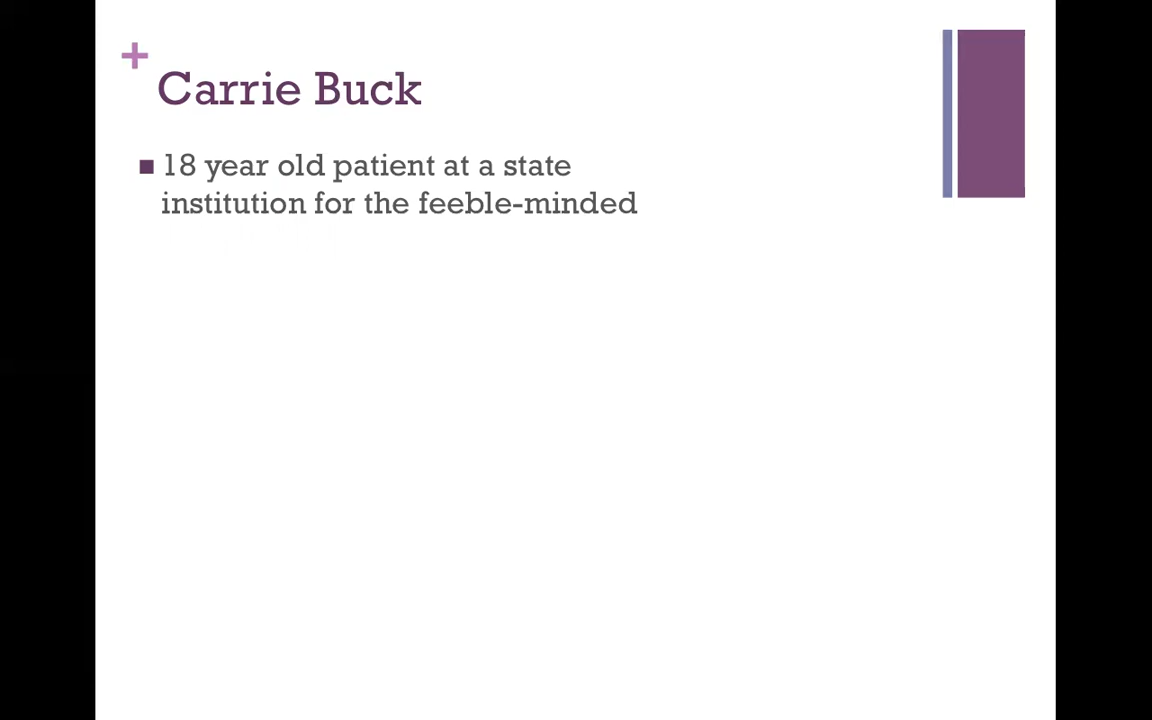 +
Carrie Buck
■ 18 year old patient at a state
institution for the feeble-minded